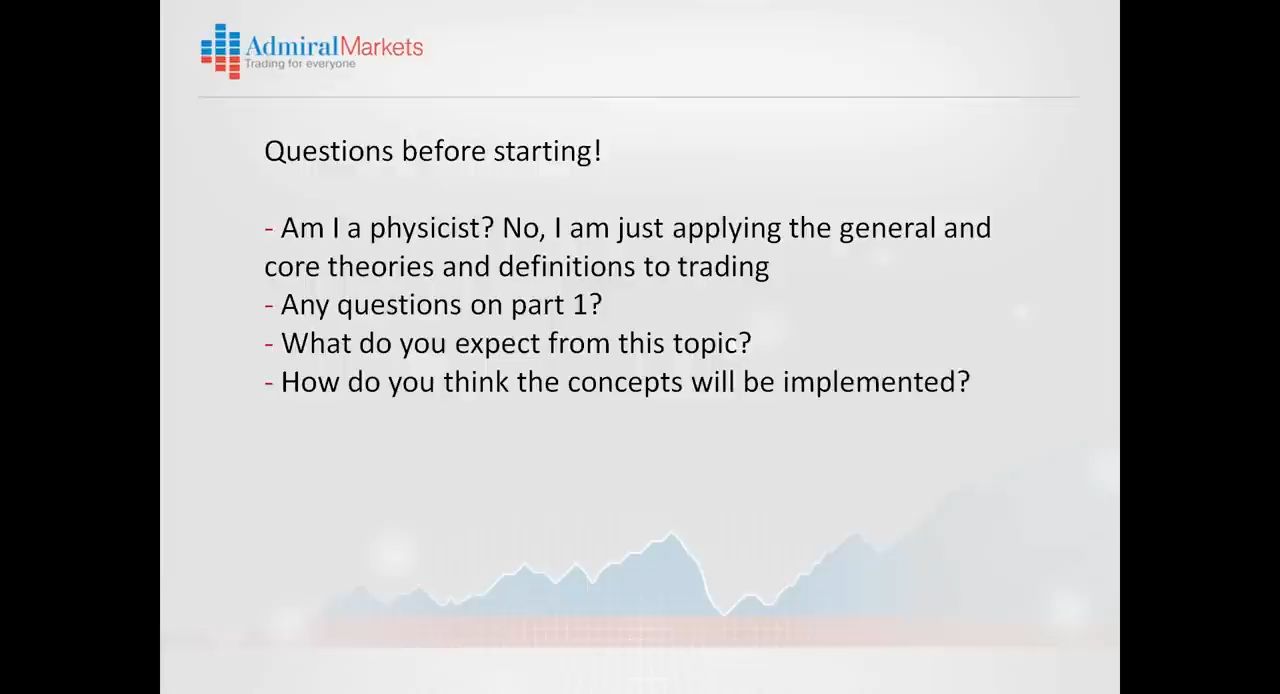 AdmiralMarkets
Trading for everyone
Questions before starting!
- Am I a physicist? No, I am just applying the general and
core theories and definitions to trading
- Any questions on part 1?
- What do you expect from this topic?
- How do you think the concepts will be implemented?